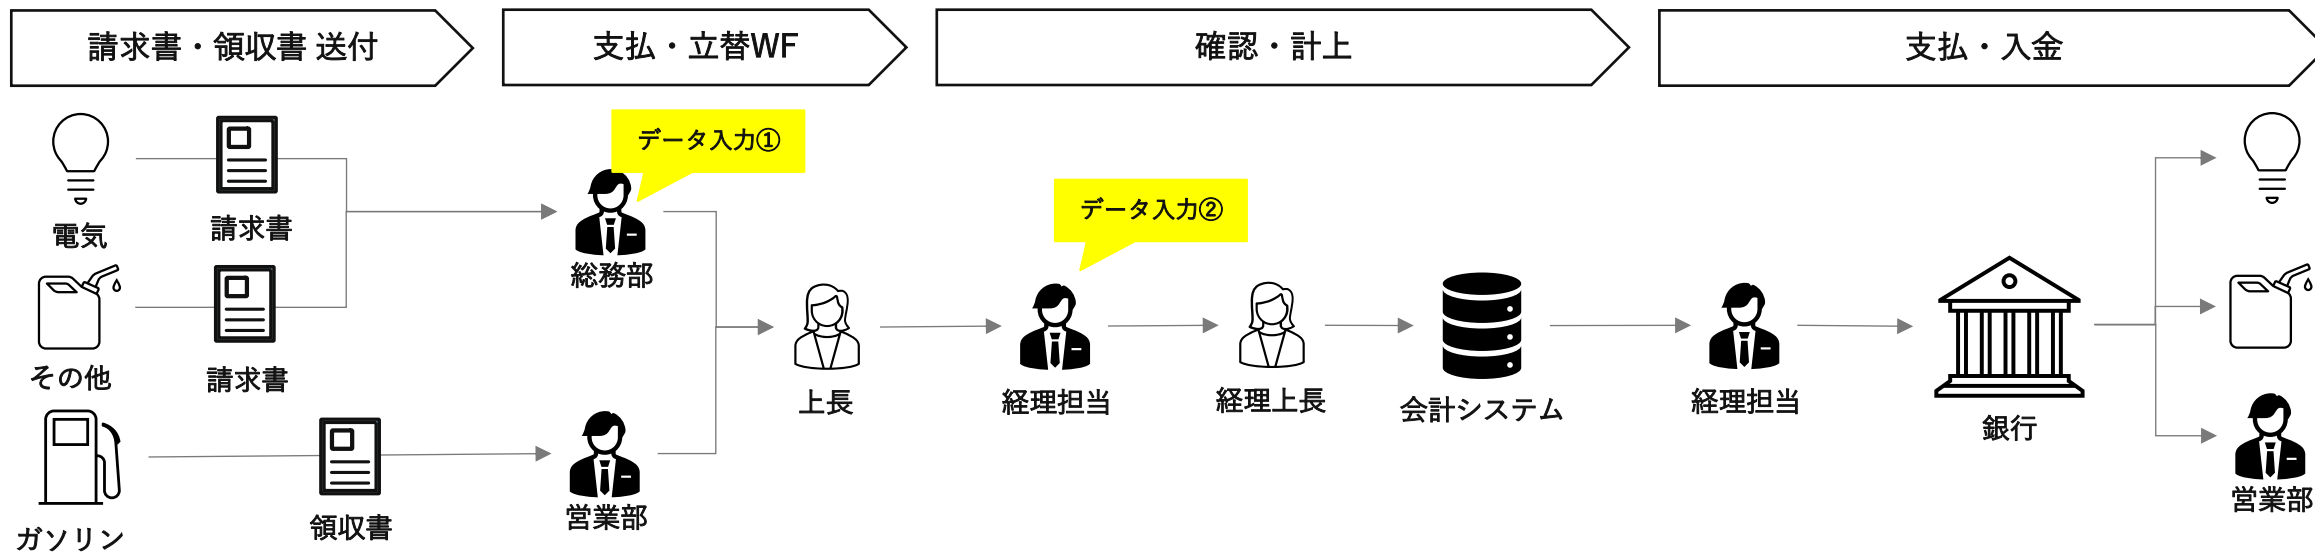 請求書・領収書 送付
支払・立替WF
確認・計上
支払・入金
データ入力①
データ入力②
電気
請求書
総務部
その他
請求書
上長
経理担当
経理上長
会計システム
経理担当
銀行
ガソリン
領収書
営業部
営業部